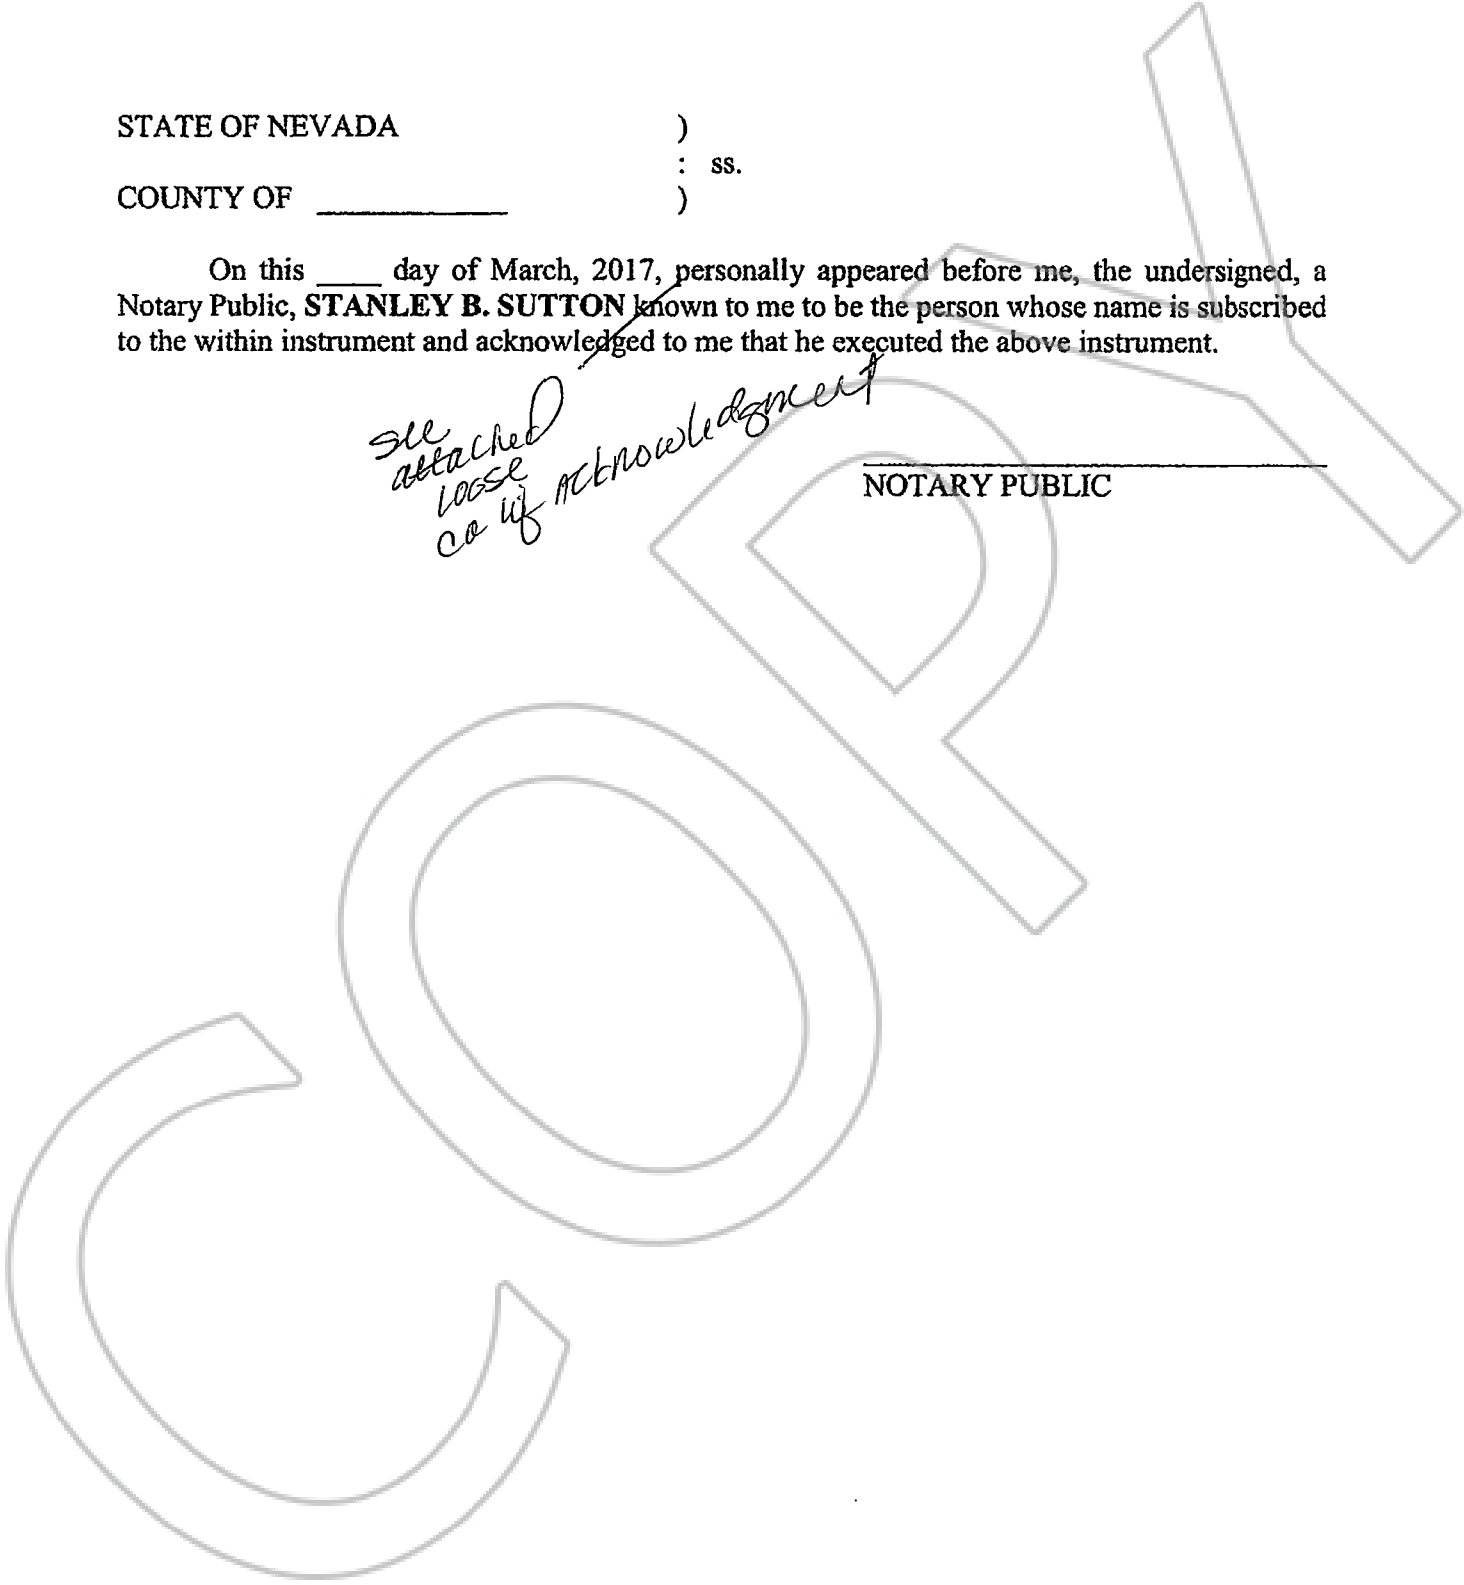 STATE OF NEVADA )
: ss.
COUNTY OF ____________ )
On this ____ day of March, 2017, personally appeared before me, the undersigned, a
Notary Public, STANLEY B. SUTTON known to me to be the person whose name is subscribed
to the within instrument and acknowledged to me that he executed the above instrument.
see
attached
loose
ca Acknowledgment
NOTARY PUBLIC
COPY